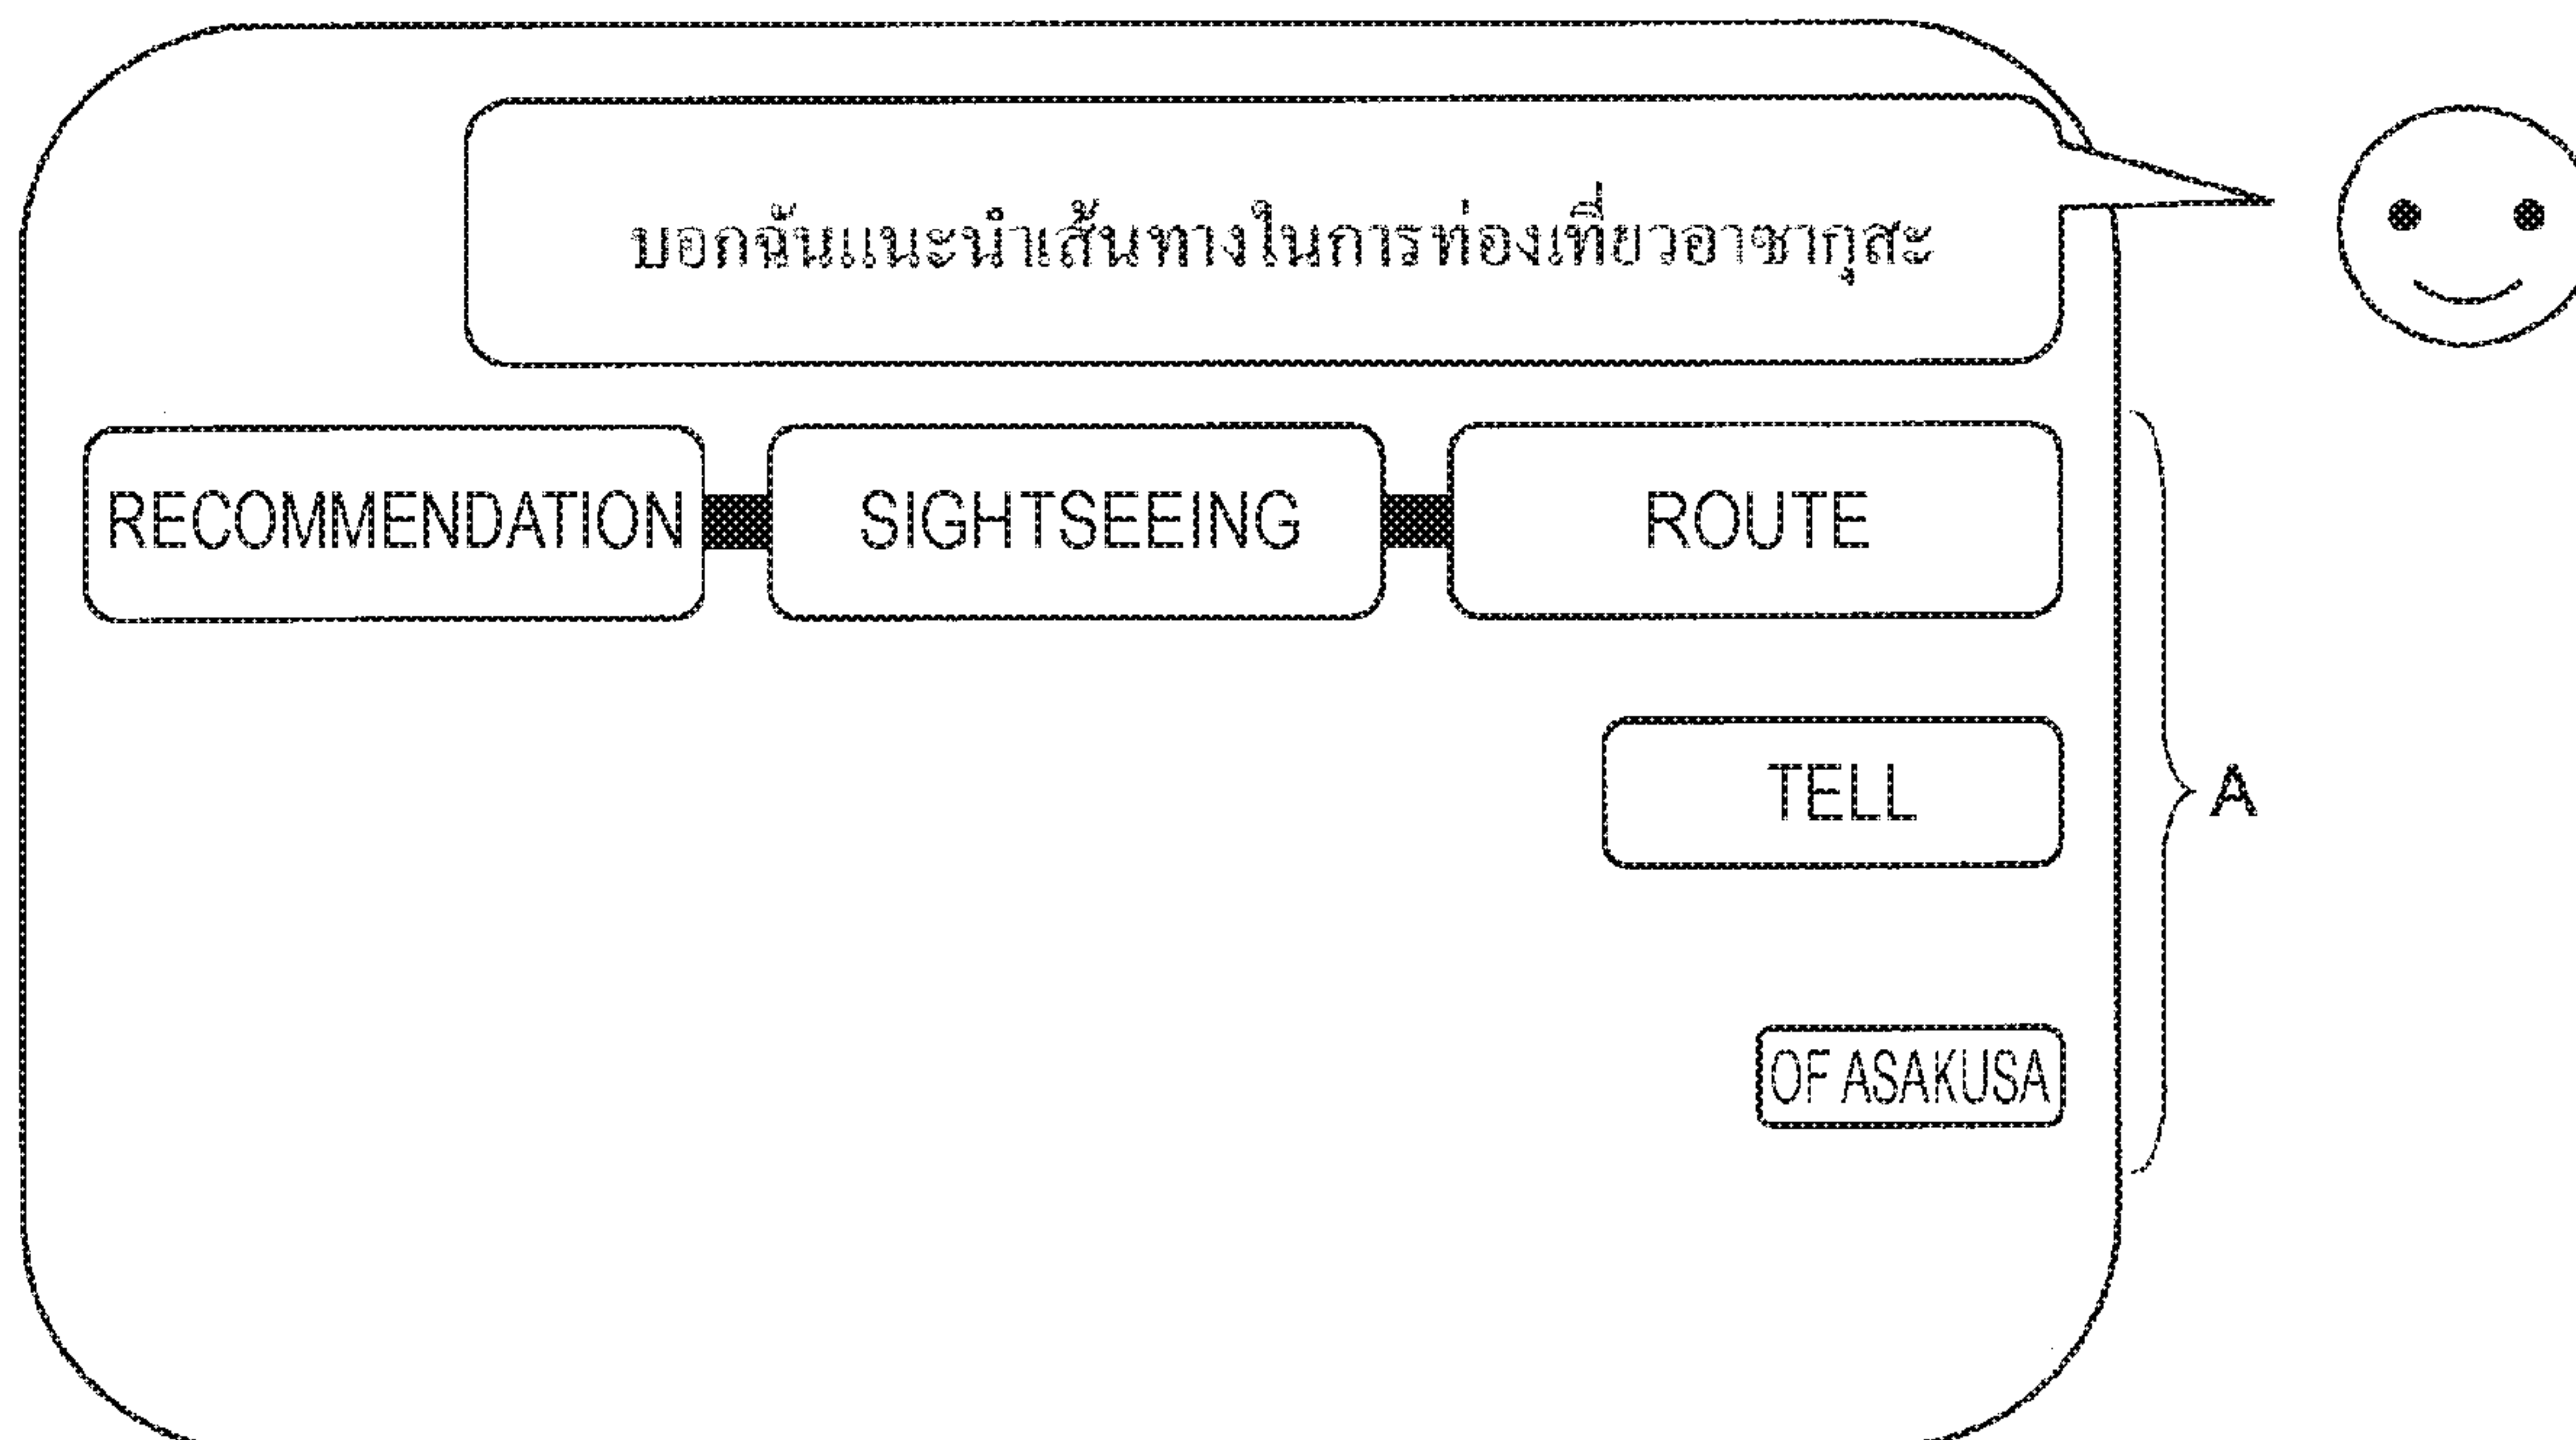 บอกฉันแนะนำเส้นทางในการท่องเที่ยวอาซากุสะ
RECOMMENDATION SIGHTSEEING ROUTE
TELL
A
OF ASAKUSA